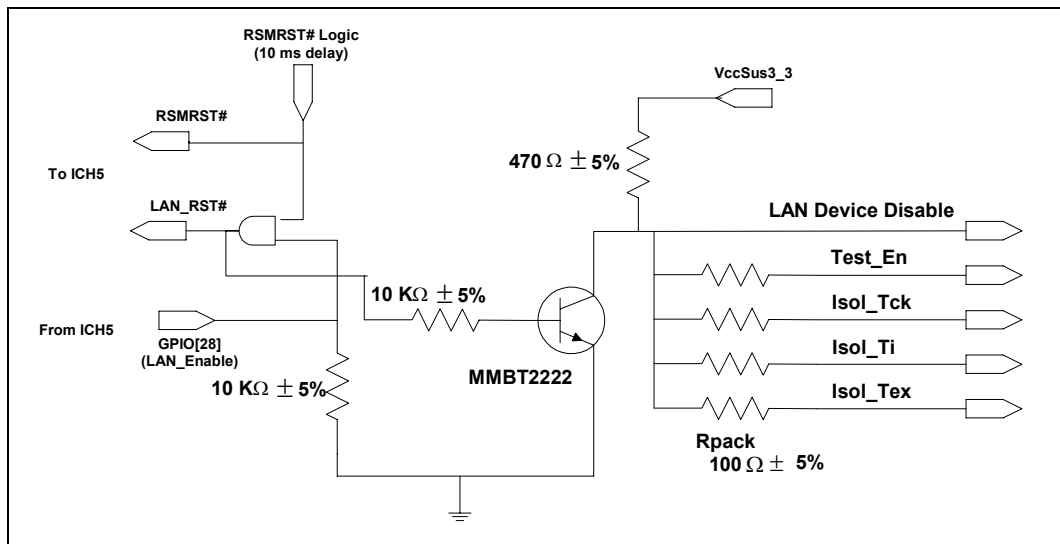 RSMRST# Logic
(10 ms delay)
VccSus3_3
RSMRST#
470 Ω ± 5%
To ICH5
LAN_RST#
LAN Device Disable
Test_En
10 KΩ ± 5%
Isol_Tck
From ICH5
GPIO[28]
(LAN_Enable)
Isol_Ti
MMBT2222
10 KΩ ± 5%
Isol_Tex
Rpack
100 Ω ± 5%